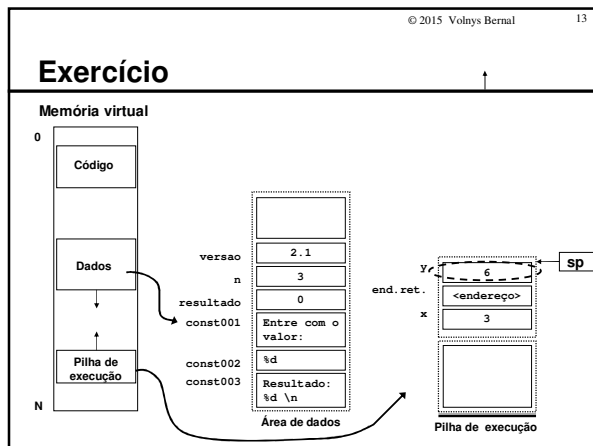 © 2015 Volnys Bernal 13
Exercício
Memória virtual
0
Código
Dados
Pilha de
execução
N
versao 2.1
n 3
resultado 0
const001 Entre com o
valor:
const002 %d
const003 Resultado:
%d \n
Área de dados
y 6
sp
end.ret. <endereço>
x 3
Pilha de execução